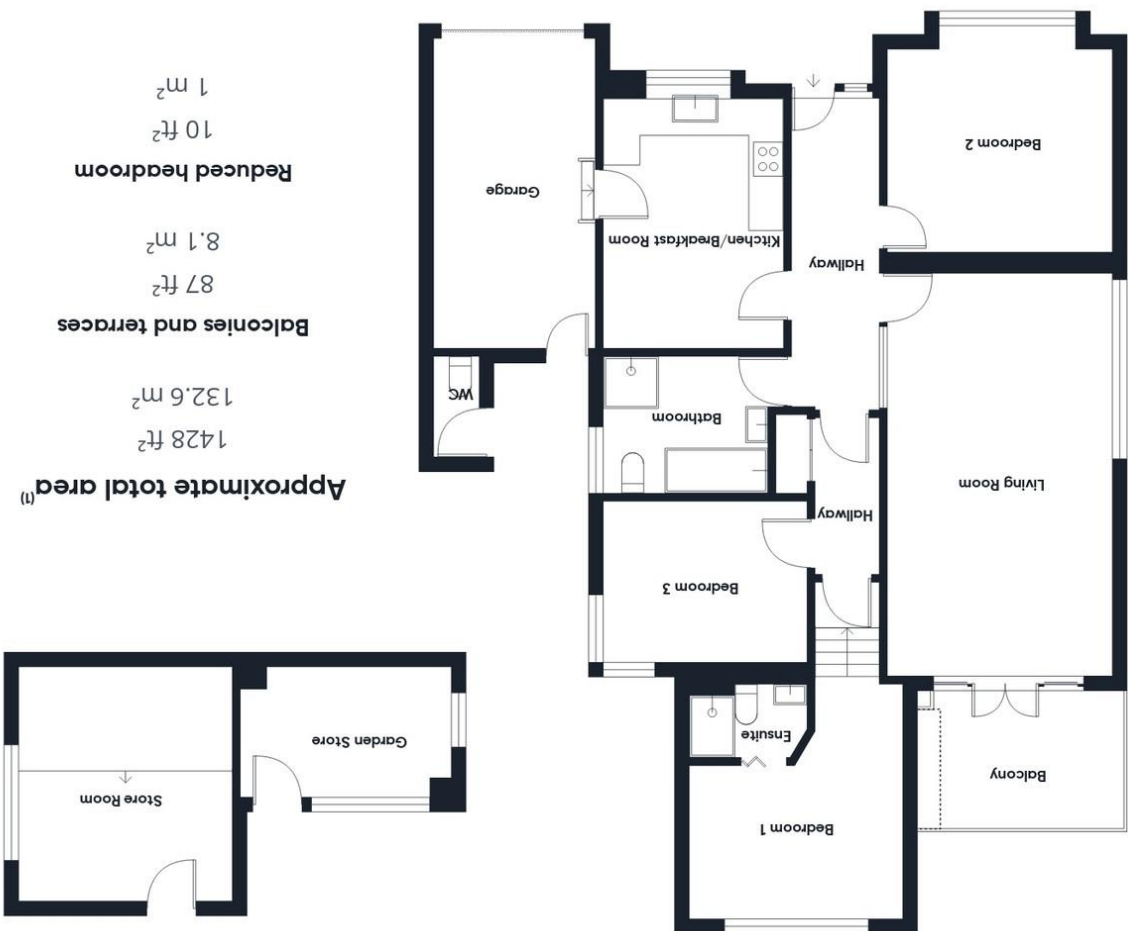 Balcony
Bedroom 1
Ensuite
Living Room
Bedroom 3
Hallway
Bathroom
WC
Hallway
Kitchen/Breakfast Room
Garage
Bedroom 2
Store Room
Garden Store
Approximate total area(1)
1428 ft²
132.6 m²
Balconies and terraces
87 ft²
8.1 m²
Reduced headroom
10 ft²
1 m²